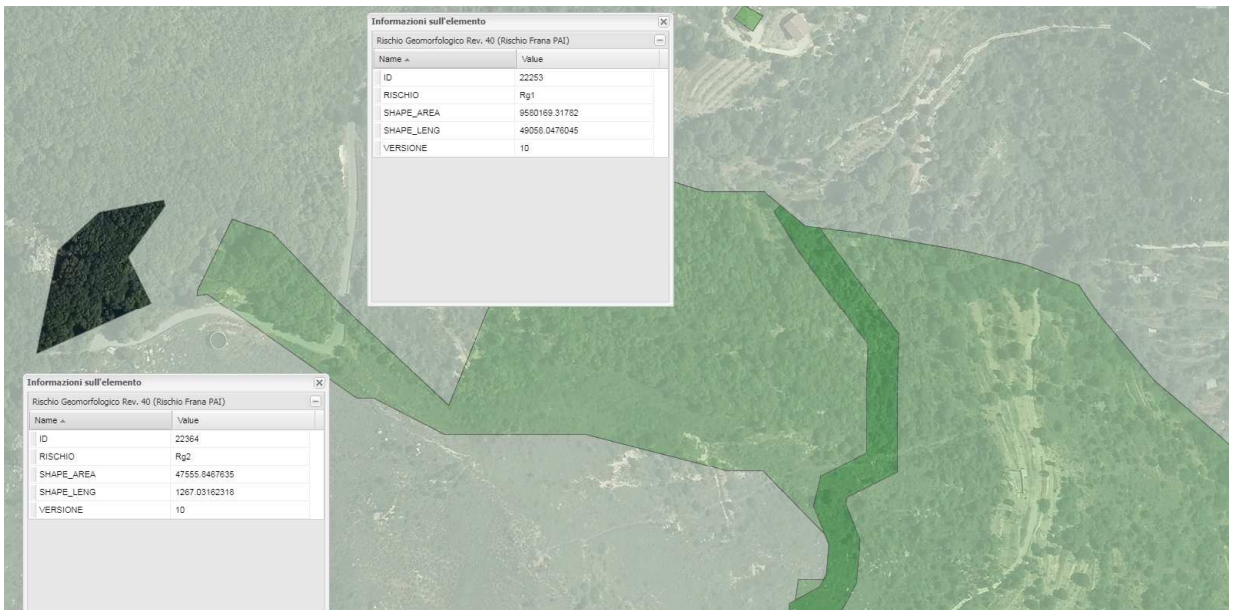 Informazioni sull'elemento
Rischio Geomorfologico Rev. 40 (Rischio Frana PAI)
Name Value
ID 22253
RISCHIO Rg1
SHAPE_AREA 9580169.31782
SHAPE_LENG 49058.0476045
VERSIONE 10
Informazioni sull'elemento
Rischio Geomorfologico Rev. 40 (Rischio Frana PAI)
Name Value
ID 22364
RISCHIO Rg2
SHAPE_AREA 47555.8467635
SHAPE_LENG 1267.03162318
VERSIONE 10